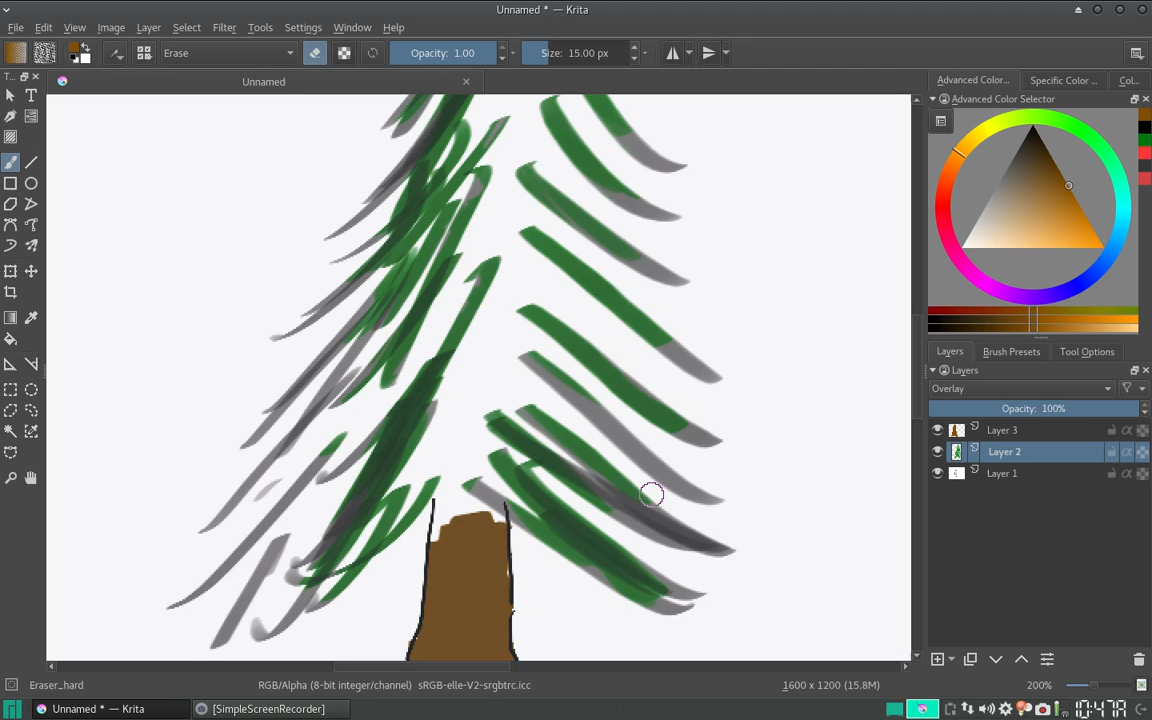 Unnamed * — Krita
File Edit View Image Layer Select Filter Tools Settings Window Help
Erase Opacity: 1.00 Size: 15.00 px
T... Unnamed Advanced Color... Specific Color ... Col...
Advanced Color Selector
Layers Brush Presets Tool Options
Layers
Overlay
Opacity: 100%
Layer 3
Layer 2
Layer 1
Eraser_hard RGB/Alpha (8-bit integer/channel) sRGB-elle-V2-srgbtrc.icc 1600 x 1200 (15.8M) 200%
Unnamed * — Krita [SimpleScreenRecorder]